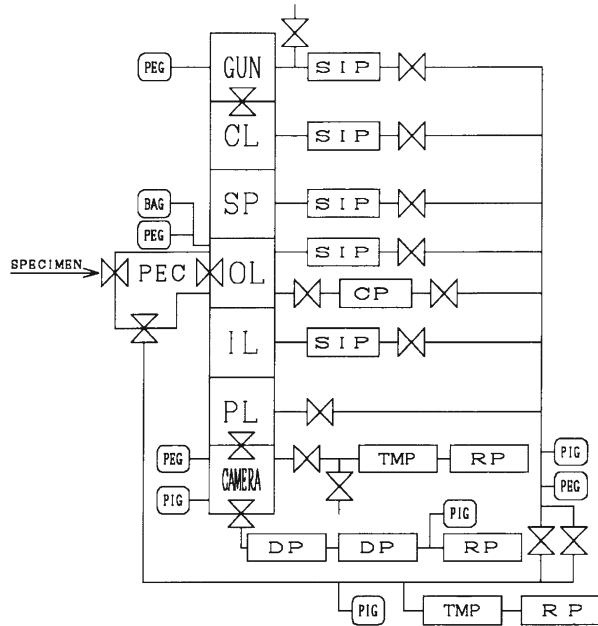 PEG GUN SIP
CL SIP
BAG SP SIP
PEG SIP
SPECIMEN PEC OL CP
IL SIP
PL
PEG TMP RP PIG
PIG CAMERA PEG
PIG
DP DP RP
PIG TMP RP